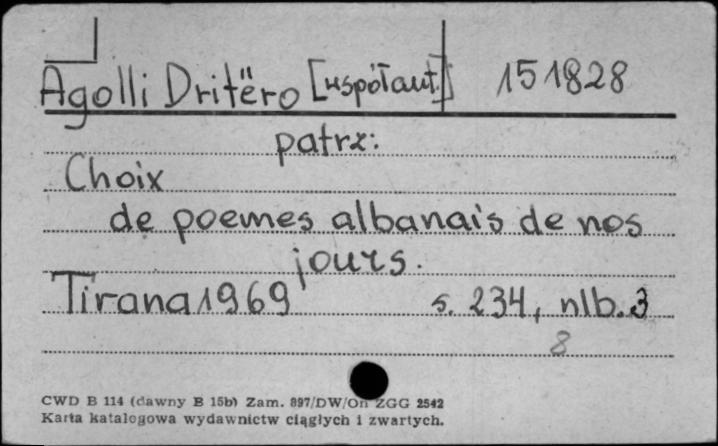 Agolli Dritëro [współaut.] 151828
patrz:
Choix
de poemes albanais de nos
jours.
Tirana 1969 s. 234, nlb. 3
8
CWD B 114 (dawny B 15b) Zam. 897/DW/On ZGG 2542
Karta katalogowa wydawnictw ciągłych i zwartych.